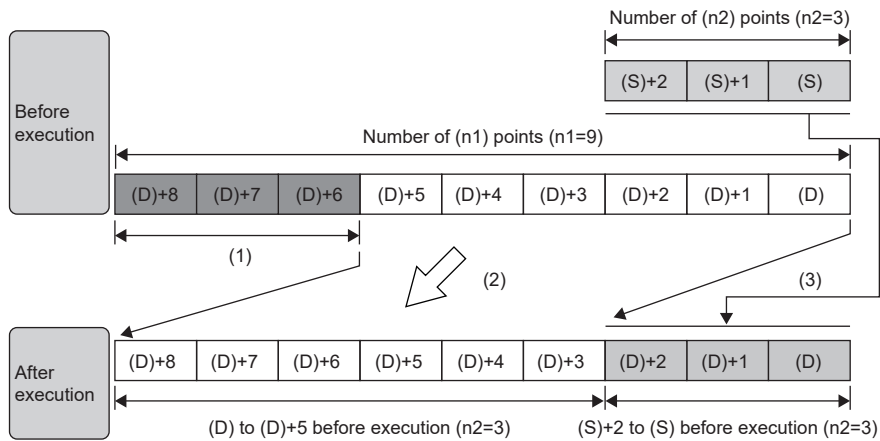 Number of (n2) points (n2=3)
(S)+2 (S)+1 (S)
Before
execution
Number of (n1) points (n1=9)
(D)+8 (D)+7 (D)+6 (D)+5 (D)+4 (D)+3 (D)+2 (D)+1 (D)
(1)
(2)
(3)
After
execution
(D)+8 (D)+7 (D)+6 (D)+5 (D)+4 (D)+3 (D)+2 (D)+1 (D)
(D) to (D)+5 before execution (n2=3)
(S)+2 to (S) before execution (n2=3)